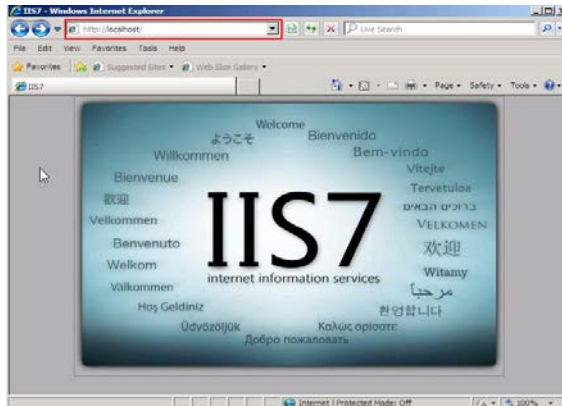 IIS7 - Windows Internet Explorer
http://localhost/
Live Search
File Edit View Favorites Tools Help
Favorites Suggested Sites Web Slice Gallery
IIS7
Page Safety Tools
Welcome
ようこそ Bienvenido
Willkommen Bem-vindo
Bienvenue Vítejte
歓迎 Tervetuloa
ברוכים הבאים
Velkommen VELKOMEN
Benvenuto 欢迎
IIS7
Welkom Witamy
internet information services
Välkommen مرحباً
Hoş Geldiniz 환영합니다
Üdvözöljük Καλώς ορίσατε
Добро пожаловать
Internet | Protected Mode: Off 100%